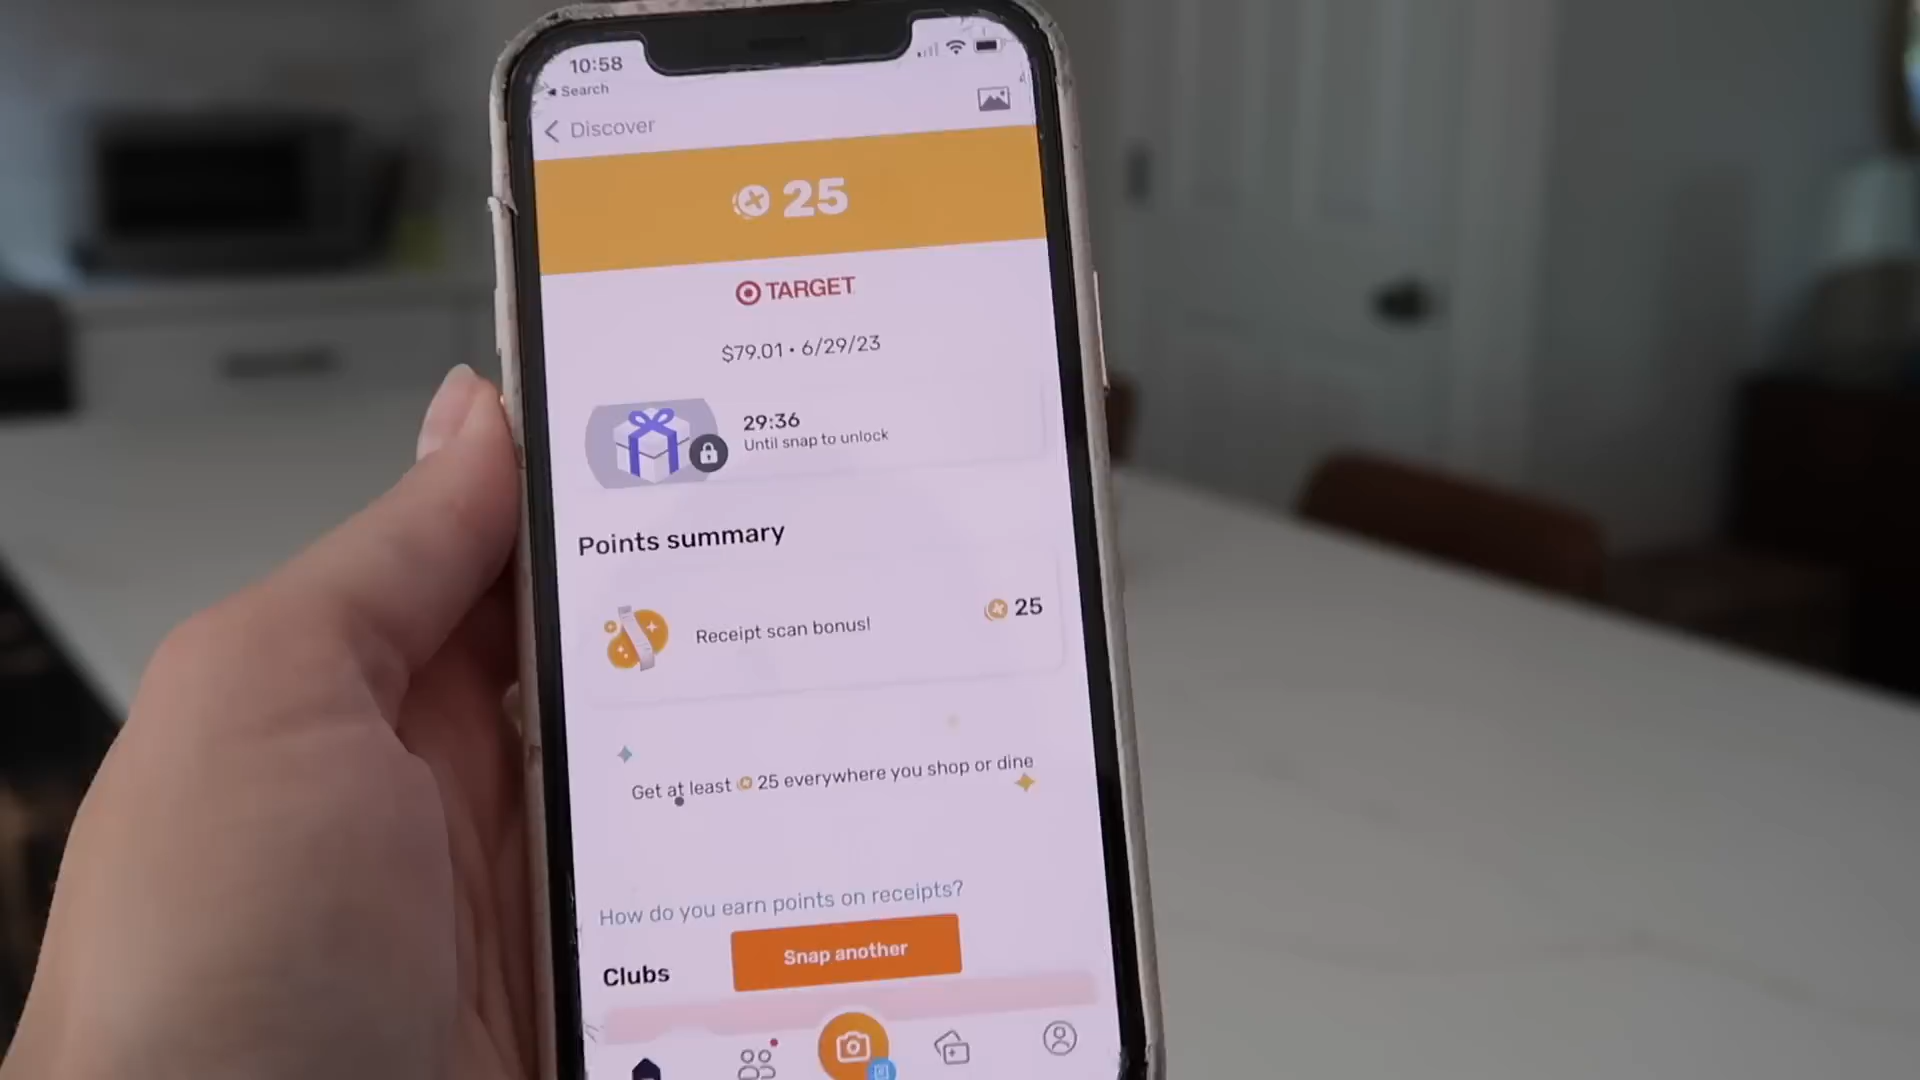 10:58
Search
Discover
25
TARGET
$79.01 • 6/29/23
29:36
Until snap to unlock
Points summary
Receipt scan bonus!
25
Get at least 25 everywhere you shop or dine
How do you earn points on receipts?
Snap another
Clubs